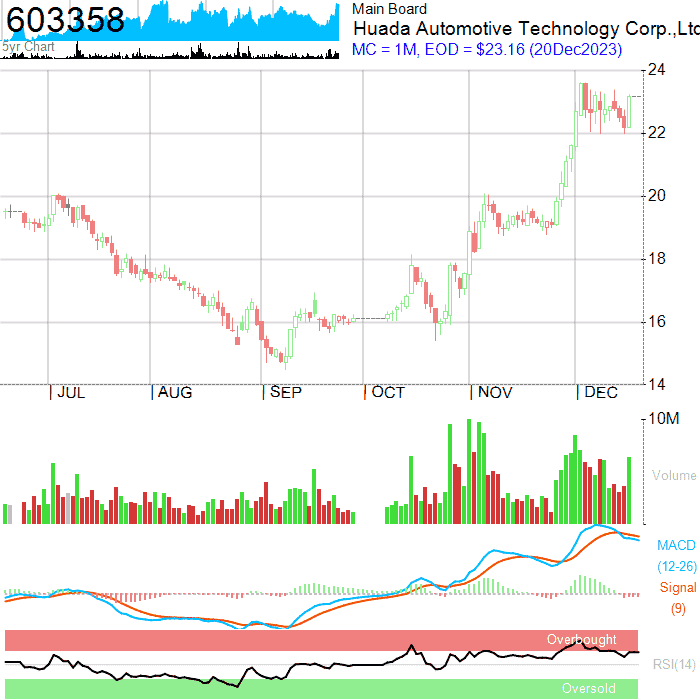 603358
5yr Chart
Main Board
Huada Automotive Technology Corp.,Ltd
MC = 1M, EOD = $23.16 (20Dec2023)
24
22
20
18
16
14
JUL AUG SEP OCT NOV DEC
10M
Volume
MACD
(12-26)
Signal
(9)
Overbought
RSI(14)
Oversold